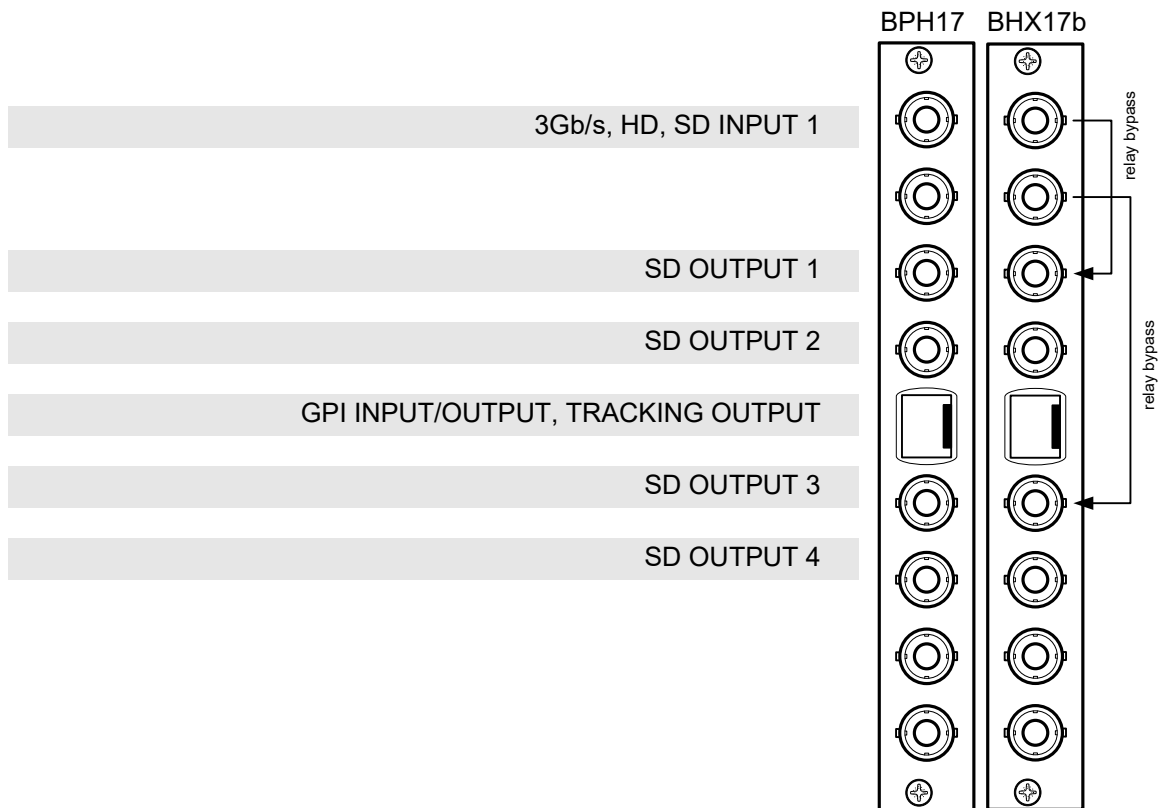 BPH17 BHX17b
3Gb/s, HD, SD INPUT 1
relay bypass
SD OUTPUT 1
SD OUTPUT 2
relay bypass
GPI INPUT/OUTPUT, TRACKING OUTPUT
SD OUTPUT 3
SD OUTPUT 4